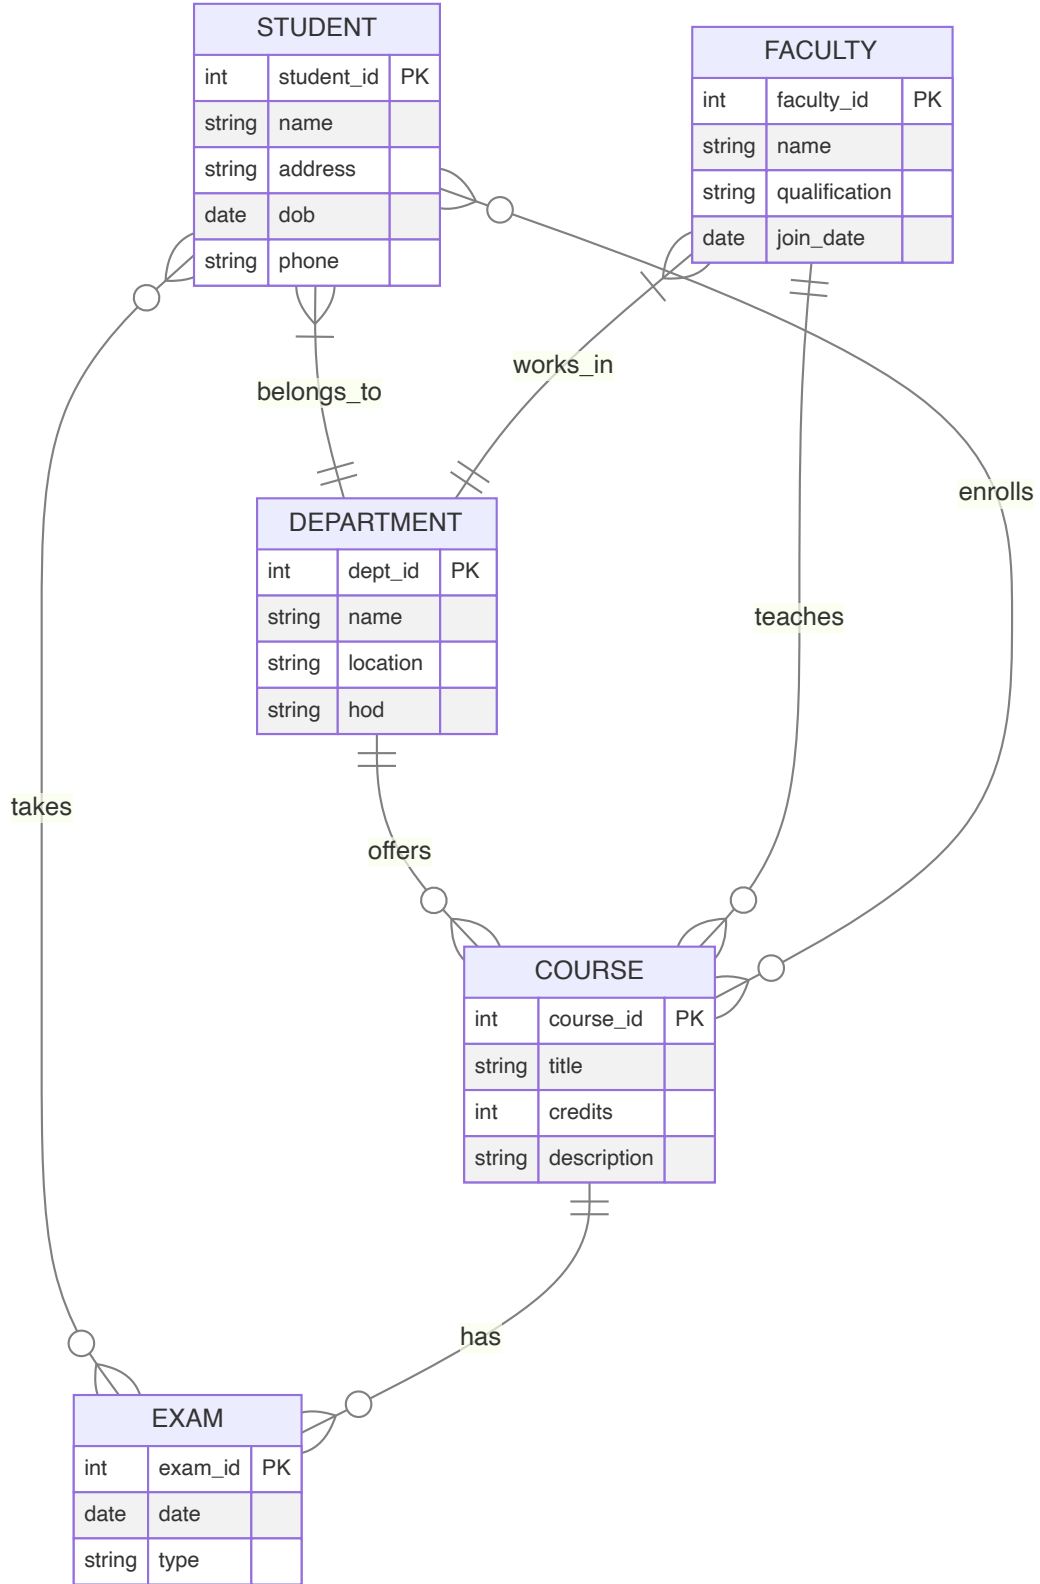 STUDENT
int student_id PK
string name
string address
date dob
string phone
FACULTY
int faculty_id PK
string name
string qualification
date join_date
works_in
belongs_to
enrolls
DEPARTMENT
int dept_id PK
string name
string location
string hod
teaches
takes
offers
COURSE
int course_id PK
string title
int credits
string description
has
EXAM
int exam_id PK
date date
string type